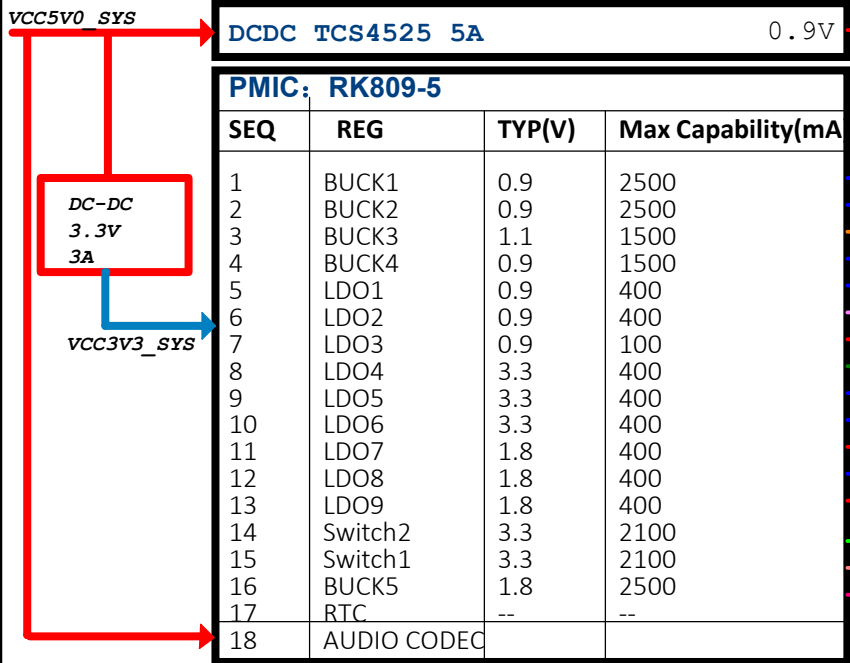 VCC5V0_SYS
DCDC TCS4525 5A 0.9V
PMIC：RK809-5
SEQ REG TYP(V) Max Capability(mA
1 BUCK1 0.9 2500
2 BUCK2 0.9 2500
3 BUCK3 1.1 1500
4 BUCK4 0.9 1500
5 LDO1 0.9 400
6 LDO2 0.9 400
7 LDO3 0.9 100
8 LDO4 3.3 400
9 LDO5 3.3 400
10 LDO6 3.3 400
11 LDO7 1.8 400
12 LDO8 1.8 400
13 LDO9 1.8 400
14 Switch2 3.3 2100
15 Switch1 3.3 2100
16 BUCK5 1.8 2500
17 RTC -- --
18 AUDIO CODEC
DC-DC
3.3V
3A
VCC3V3_SYS